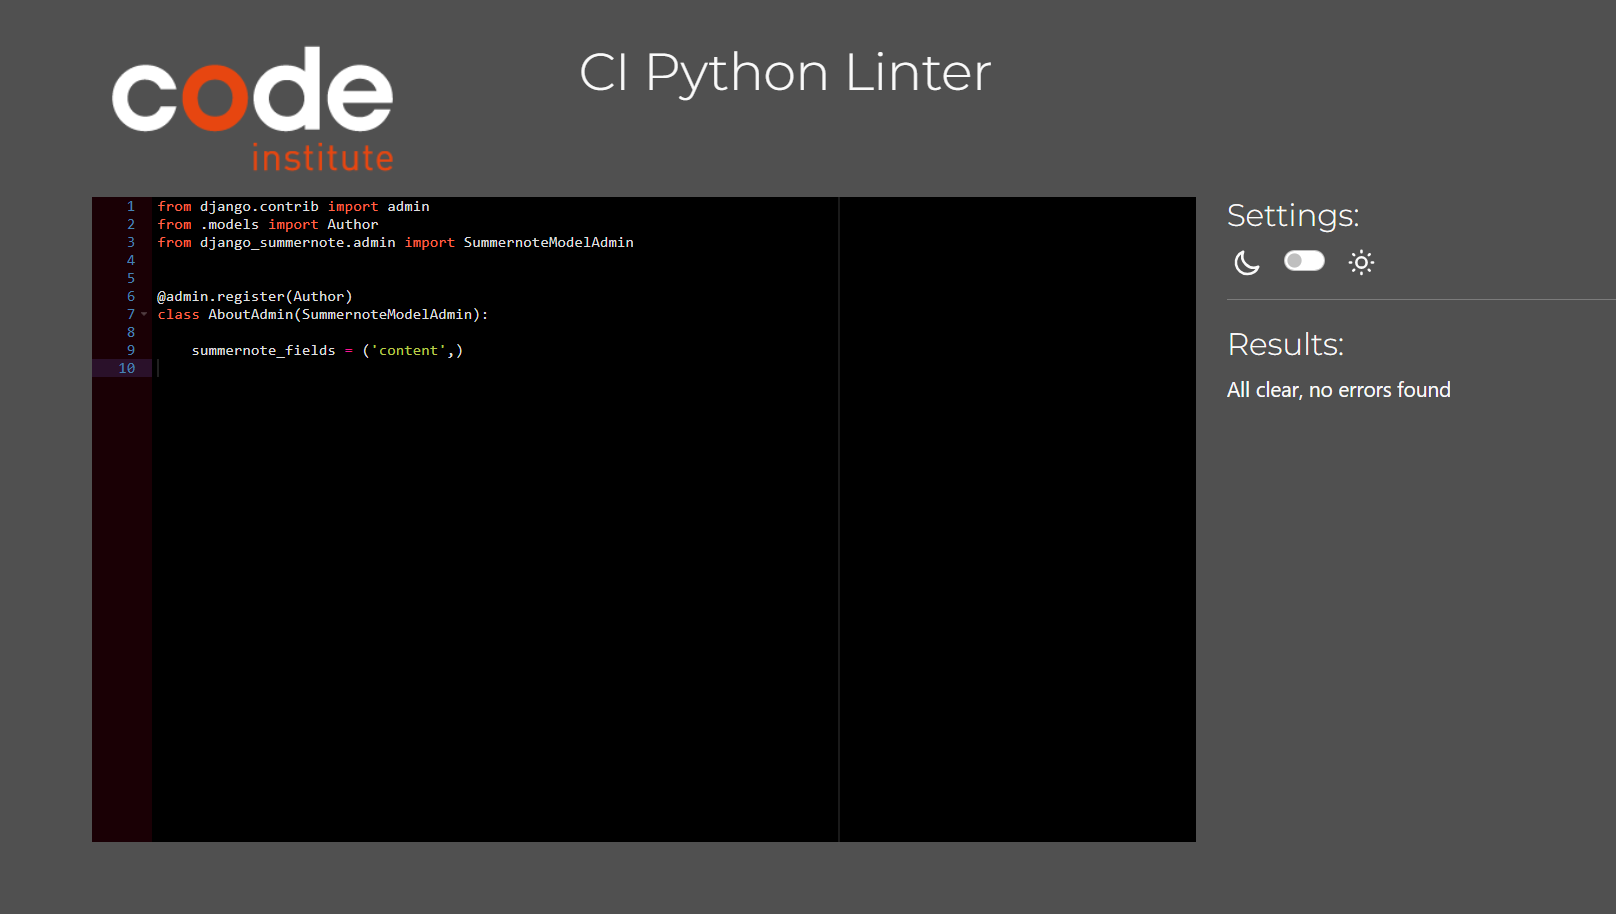 code
institute
CI Python Linter
1 from django.contrib import admin
2 from .models import Author
3 from django_summernote.admin import SummernoteModelAdmin
4
5
6 @admin.register(Author)
7 class AboutAdmin(SummernoteModelAdmin):
8
9     summernote_fields = ('content',)
10
Settings:
Results:
All clear, no errors found